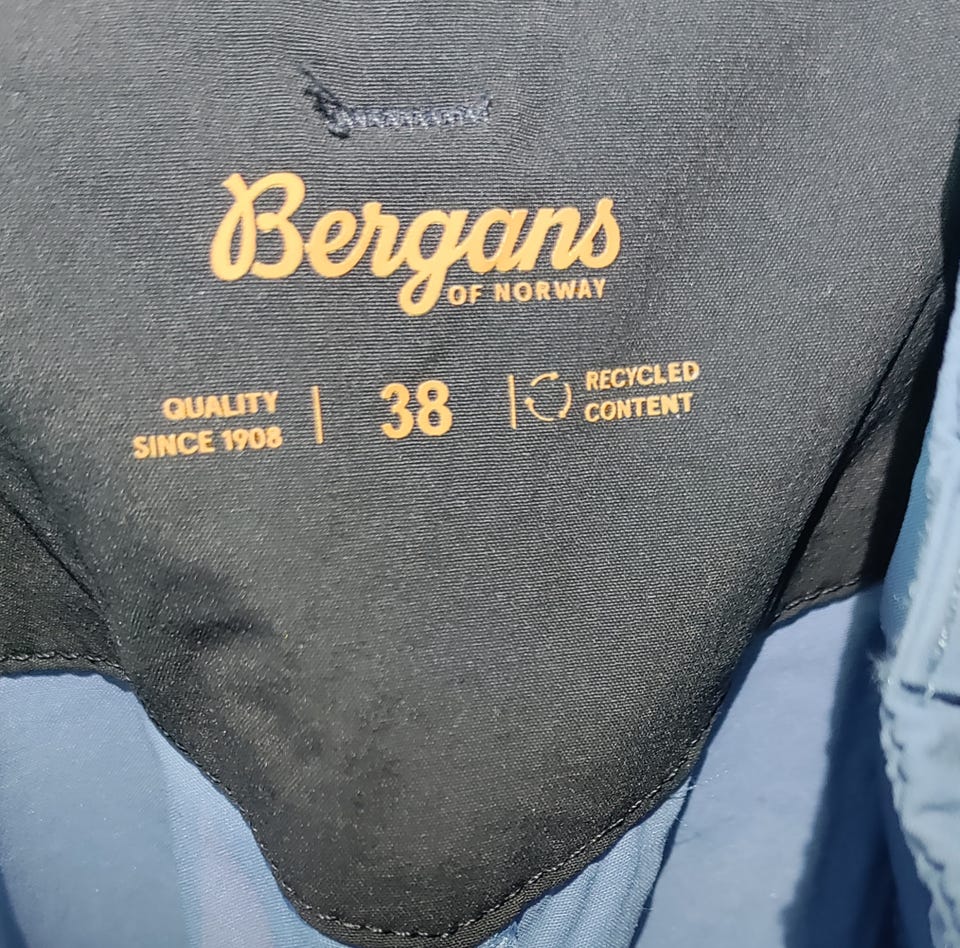 Bergans
OF NORWAY
QUALITY
SINCE 1908
38
RECYCLED
CONTENT